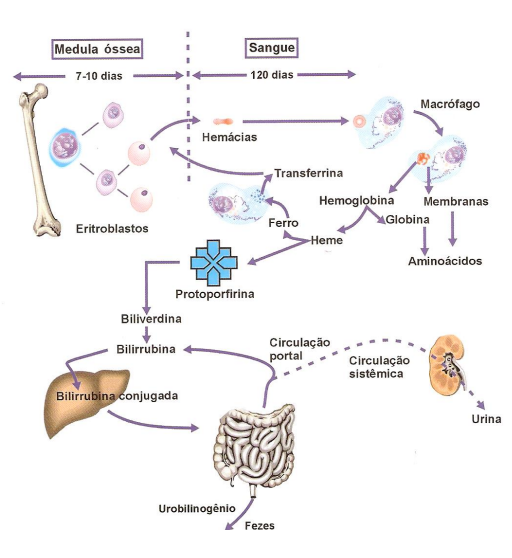 Medula óssea
Sangue
7-10 dias
120 dias
Macrófago
Hemácias
Transferrina
Hemoglobina
Membranas
Eritroblastos
Ferro
Globina
Heme
Aminoácidos
Protoporfirina
Biliverdina
Bilirrubina
Circulação
portal
Circulação
sistêmica
Bilirrubina conjugada
Urina
Urobilinogênio
Fezes